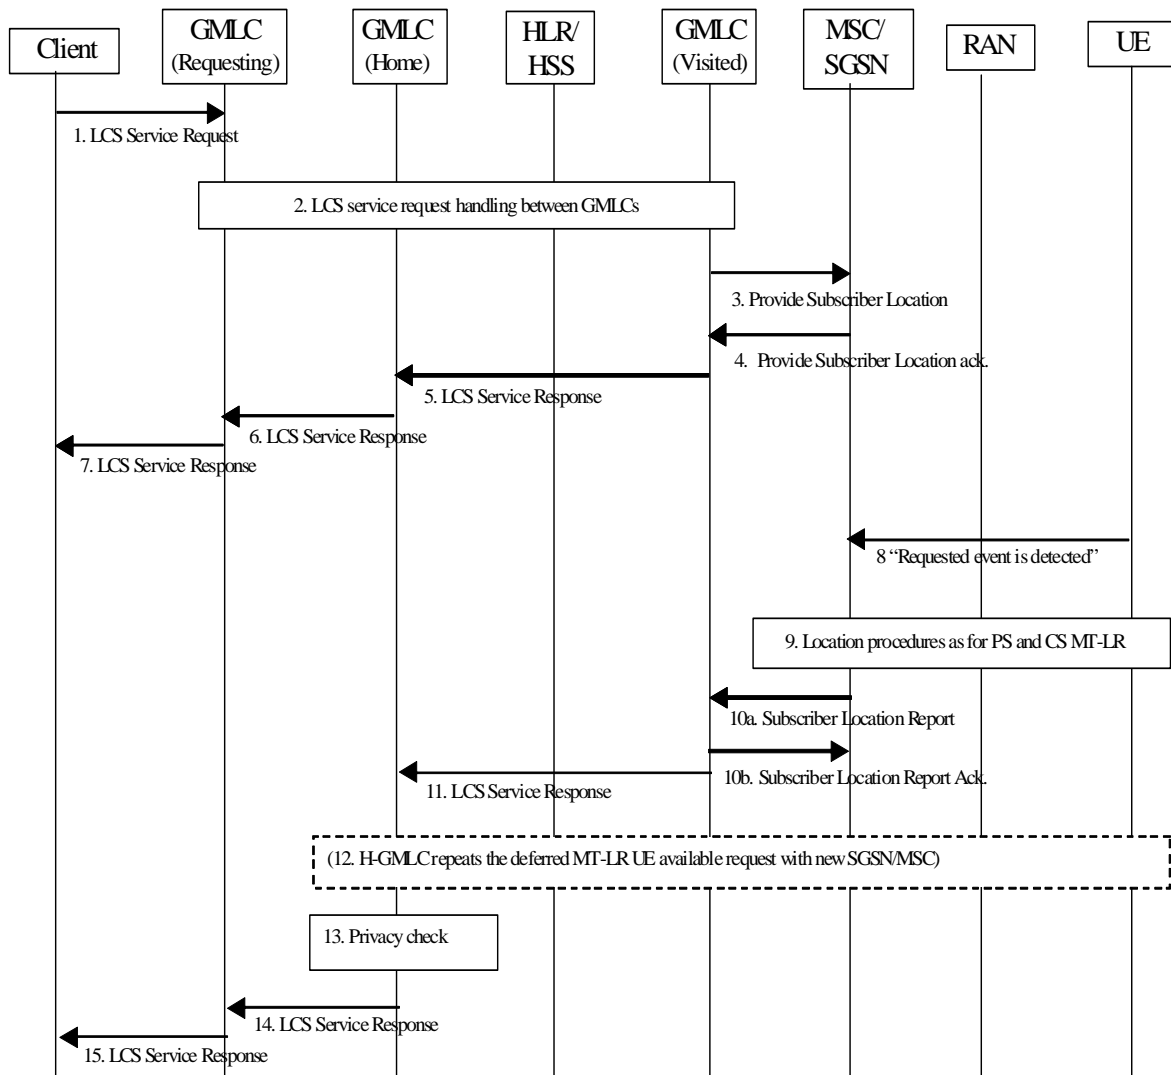 Client
GMLC
(Requesting)
GMLC
(Home)
HLR/
HSS
GMLC
(Visited)
MSC/
SGSN
RAN
UE
1. LCS Service Request
2. LCS service request handling between GMLCs
3. Provide Subscriber Location
4. Provide Subscriber Location ack.
5. LCS Service Response
6. LCS Service Response
7. LCS Service Response
8 “Requested event is detected”
9. Location procedures as for PS and CS MT-LR
10a. Subscriber Location Report
10b. Subscriber Location Report Ack.
11. LCS Service Response
(12. H-GMLC repeats the deferred MT-LR UE available request with new SGSN/MSC)
13. Privacy check
14. LCS Service Response
15. LCS Service Response